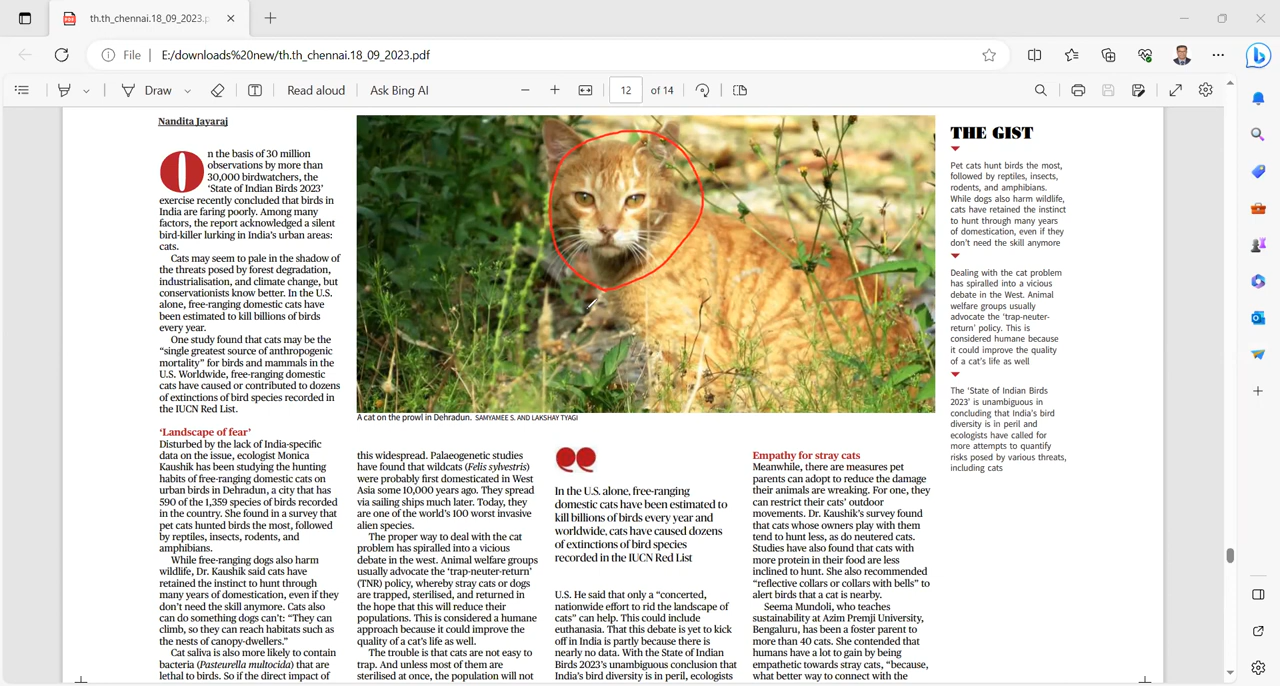 th.th_chennai.18_09_2023.p
File
E:/downloads%20new/th.th_chennai.18_09_2023.pdf
Draw
Read aloud
Ask Bing AI
12
of 14
Nandita Jayaraj
On the basis of 30 million
observations by more than
30,000 birdwatchers, the
‘State of Indian Birds 2023’
exercise recently concluded that birds in
India are faring poorly. Among many
factors, the report acknowledged a silent
bird-killer lurking in India’s urban areas:
cats.
Cats may seem to pale in the shadow of
the threats posed by forest degradation,
industrialisation, and climate change, but
conservationists know better. In the U.S.
alone, free-ranging domestic cats have
been estimated to kill billions of birds
every year.
One study found that cats may be the
“single greatest source of anthropogenic
mortality” for birds and mammals in the
U.S. Worldwide, free-ranging domestic
cats have caused or contributed to dozens
of extinctions of bird species recorded in
the IUCN Red List.
‘Landscape of fear’
Disturbed by the lack of India-specific
data on the issue, ecologist Monica
Kaushik has been studying the hunting
habits of free-ranging domestic cats on
urban birds in Dehradun, a city that has
590 of the 1,359 species of birds recorded
in the country. She found in a survey that
pet cats hunted birds the most, followed
by reptiles, insects, rodents, and
amphibians.
While free-ranging dogs also harm
wildlife, Dr. Kaushik said cats have
retained the instinct to hunt through
many years of domestication, even if they
don’t need the skill anymore. Cats also
can do something dogs can’t: “They can
climb, so they can reach habitats such as
the nests of canopy-dwellers.”
Cat saliva is also more likely to contain
bacteria (Pasteurella multocida) that are
lethal to birds. So if the direct impact of
A cat on the prowl in Dehradun. SAMYAMEE S. AND LAKSHAY TYAGI
this widespread. Palaeogenetic studies
have found that wildcats (Felis sylvestris)
were probably first domesticated in West
Asia some 10,000 years ago. They spread
via sailing ships much later. Today, they
are one of the world’s 100 worst invasive
alien species.
The proper way to deal with the cat
problem has spiralled into a vicious
debate in the west. Animal welfare groups
usually advocate the ‘trap-neuter-return’
(TNR) policy, whereby stray cats or dogs
are trapped, sterilised, and returned in
the hope that this will reduce their
populations. This is considered a humane
approach because it could improve the
quality of a cat’s life as well.
The trouble is that cats are not easy to
trap. And unless most of them are
sterilised at once, the population will not
In the U.S. alone, free-ranging
domestic cats have been estimated to
kill billions of birds every year and
worldwide, cats have caused dozens
of extinctions of bird species
recorded in the IUCN Red List
U.S. He said that only a “concerted,
nationwide effort to rid the landscape of
cats” can help. This could include
euthanasia. That this debate is yet to kick
off in India is partly because there is
nearly no data. With the State of Indian
Birds 2023’s unambiguous conclusion that
India’s bird diversity is in peril, ecologists
Empathy for stray cats
Meanwhile, there are measures pet
parents can adopt to reduce the damage
their animals are wreaking. For one, they
can restrict their cats’ outdoor
movements. Dr. Kaushik’s survey found
that cats whose owners play with them
tend to hunt less, as do neutered cats.
Studies have also found that cats with
more protein in their food are less
inclined to hunt. She also recommended
“reflective collars or collars with bells” to
alert birds that a cat is nearby.
Seema Mundoli, who teaches
sustainability at Azim Premji University,
Bengaluru, has been a foster parent to
more than 40 cats. She contended that
humans have a lot to gain by being
empathetic towards stray cats, “because,
what better way to connect with the
THE GIST
Pet cats hunt birds the most,
followed by reptiles, insects,
rodents, and amphibians.
While dogs also harm wildlife,
cats have retained the instinct
to hunt through many years
of domestication, even if they
don’t need the skill anymore
Dealing with the cat problem
has spiralled into a vicious
debate in the West. Animal
welfare groups usually
advocate the ‘trap-neuter-
return’ policy. This is
considered humane because
it could improve the quality
of a cat’s life as well
The ‘State of Indian Birds
2023’ is unambiguous in
concluding that India’s bird
diversity is in peril and
ecologists have called for
more attempts to quantify
risks posed by various threats,
including cats